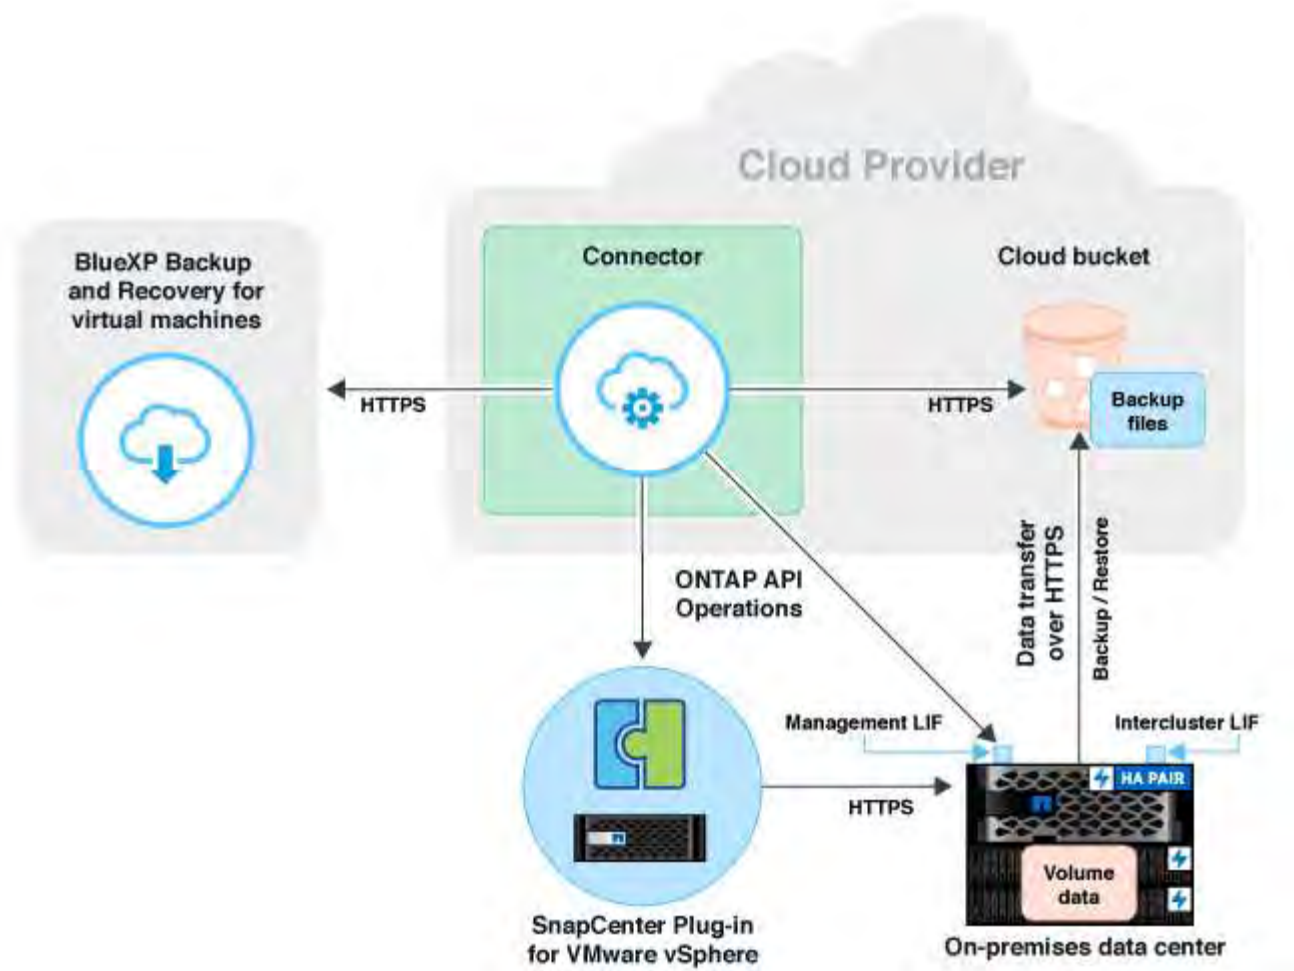 Cloud Provider
BlueXP Backup
and Recovery for
virtual machines
Connector
Cloud bucket
HTTPS
HTTPS
Backup
files
ONTAP API
Operations
Data transfer
over HTTPS
Backup / Restore
Management LIF
Intercluster LIF
HA PAIR
HTTPS
Volume
data
SnapCenter Plug-in
for VMware vSphere
On-premises data center